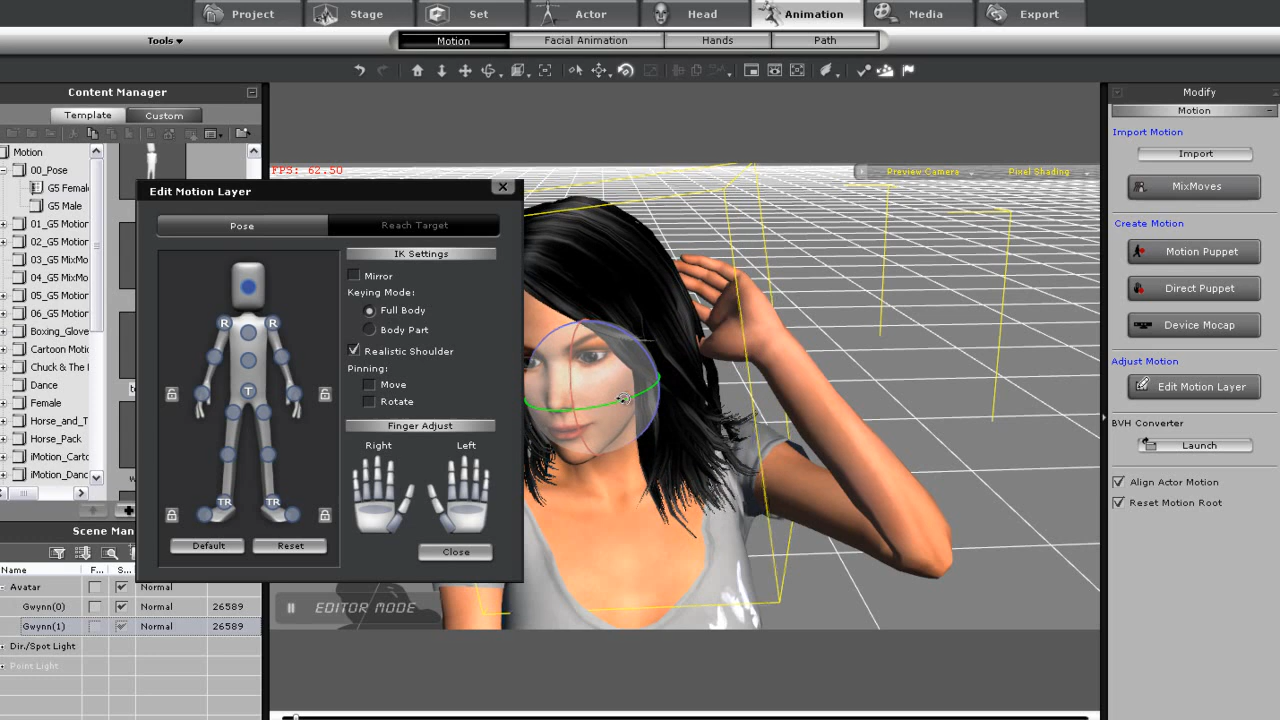 Project Stage Set Actor Head Animation Media Export
Tools Motion Facial Animation Hands Path
Content Manager
Template Custom
Motion
00_Pose
G5 Femal
G5 Male
01_G5 Motion
02_G5 Motion
03_G5 MixMo
04_G5 MixMo
05_G5 Motion
06_G5 Motion
Boxing_Glove
Cartoon Motio
Chuck & The I
Dance
Female
Horse_and_T
Horse_Pack
iMotion_Carto
iMotion_Danc
FPS: 62.50
Preview Camera Pixel Shading
Edit Motion Layer
Pose Reach Target
IK Settings
Mirror
Keying Mode:
Full Body
Body Part
Realistic Shoulder
Pinning:
Move
Rotate
Finger Adjust
Right Left
R R
T
TR TR
Default Reset Close
EDITOR MODE
Scene Man
Name F... S...
Avatar Normal
Gwynn(0) Normal 26589
Gwynn(1) Normal 26589
Dir./Spot Light
Point Light
Modify
Motion
Import Motion
Import
MixMoves
Create Motion
Motion Puppet
Direct Puppet
Device Mocap
Adjust Motion
Edit Motion Layer
BVH Converter
Launch
Align Actor Motion
Reset Motion Root